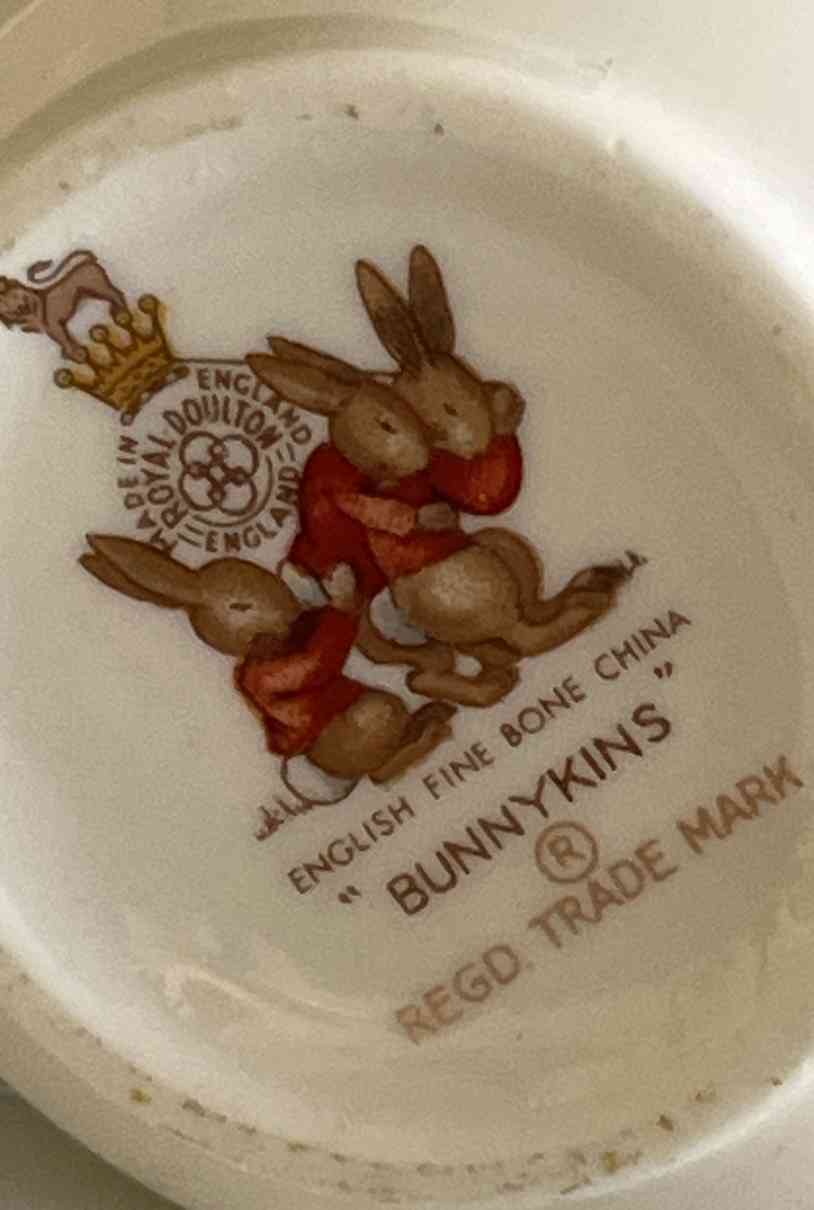 MADE IN ENGLAND
ROYAL DOULTON
ENGLAND
ENGLISH FINE BONE CHINA
" BUNNYKINS "
®
REGD. TRADE MARK